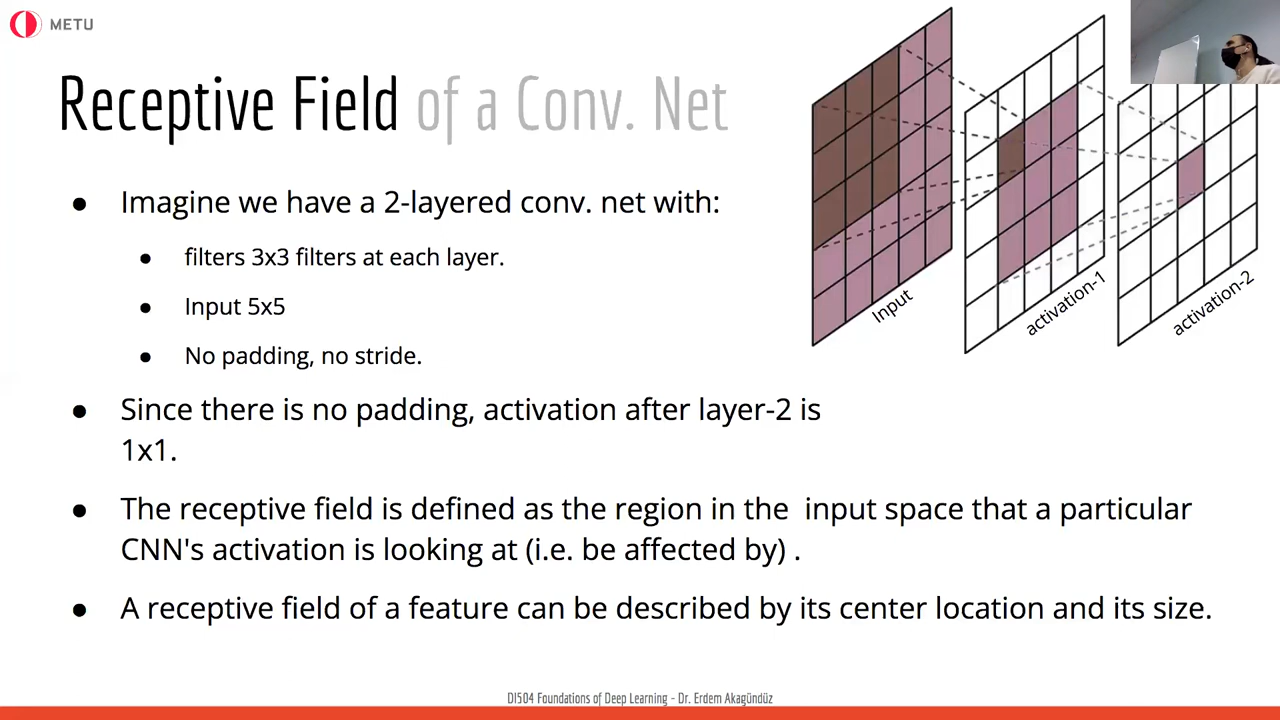 METU
Receptive Field of a Conv. Net
● Imagine we have a 2-layered conv. net with:
● filters 3x3 filters at each layer.
● Input 5x5
● No padding, no stride.
● Since there is no padding, activation after layer-2 is
1x1.
● The receptive field is defined as the region in the  input space that a particular
CNN's activation is looking at (i.e. be affected by) .
● A receptive field of a feature can be described by its center location and its size.
Input
activation-1
activation-2
DI504 Foundations of Deep Learning - Dr. Erdem Akagündüz